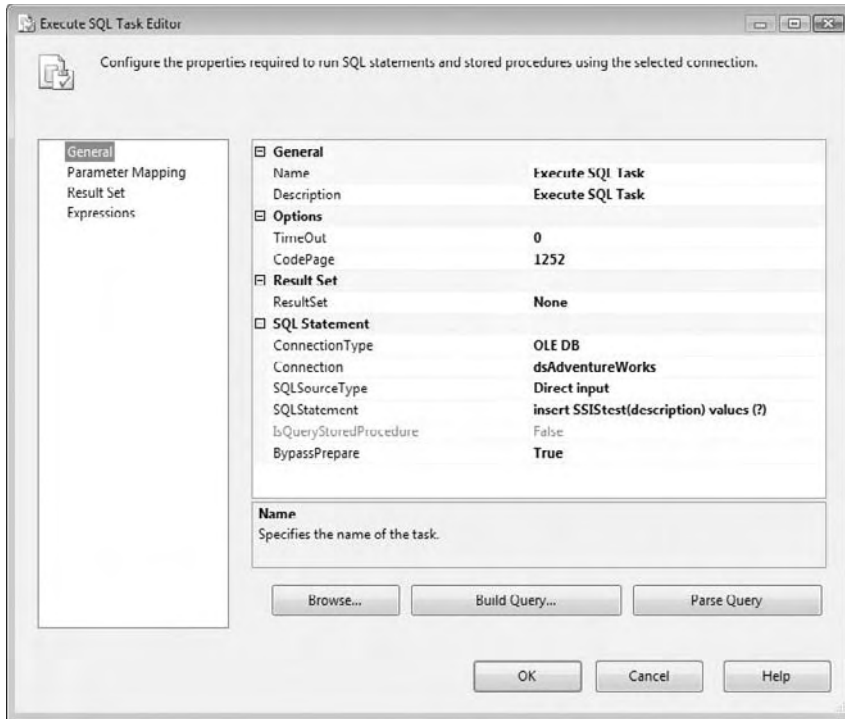 Execute SQL Task Editor
Configure the properties required to run SQL statements and stored procedures using the selected connection.
General
Parameter Mapping
Result Set
Expressions
General
Name Execute SQL Task
Description Execute SQL Task
Options
TimeOut 0
CodePage 1252
Result Set
ResultSet None
SQL Statement
ConnectionType OLE DB
Connection dsAdventureWorks
SQLSourceType Direct input
SQLStatement insert SSIStest(description) values (?)
IsQueryStoredProcedure False
BypassPrepare True
Name
Specifies the name of the task.
Browse... Build Query... Parse Query
OK Cancel Help